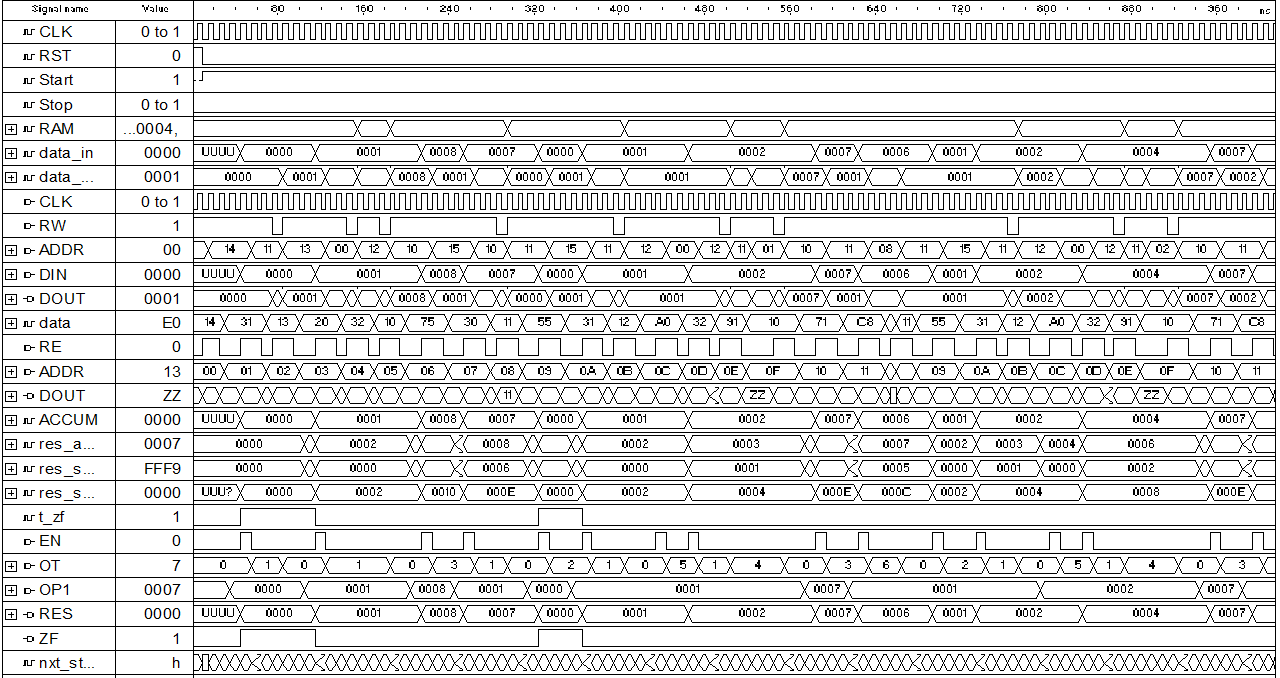 Signal name Value 80 160 240 320 400 480 560 640 720 800 880 960 ns
CLK 0 to 1
RST 0
Start 1
Stop 0 to 1
RAM ...0004,
data_in 0000 UUUU 0000 0001 0008 0007 0000 0001 0002 0007 0006 0001 0002 0004 0007
data_... 0001 0000 0001 0008 0001 0000 0001 0001 0007 0001 0001 0002 0007 0002
CLK 0 to 1
RW 1
ADDR 00 14 11 13 00 12 10 15 10 11 15 11 12 00 12 11 01 10 11 08 11 15 11 12 00 12 11 02 10 11
DIN 0000 UUUU 0000 0001 0008 0007 0000 0001 0002 0007 0006 0001 0002 0004 0007
DOUT 0001 0000 0001 0008 0001 0000 0001 0001 0007 0001 0001 0002 0007 0002
data E0 14 31 13 20 32 10 75 30 11 55 31 12 A0 32 91 10 71 C8 11 55 31 12 A0 32 91 10 71 C8
RE 0
ADDR 13 00 01 02 03 04 05 06 07 08 09 0A 0B 0C 0D 0E 0F 10 11 09 0A 0B 0C 0D 0E 0F 10 11
DOUT ZZ 11 ZZ ZZ
ACCUM 0000 UUUU 0000 0001 0008 0007 0000 0001 0002 0007 0006 0001 0002 0004 0007
res_a... 0007 0000 0002 0008 0002 0003 0007 0002 0003 0004 0006
res_s... FFF9 0000 0000 0006 0000 0001 0005 0000 0001 0000 0002
res_s... 0000 UUU? 0000 0002 0010 000E 0000 0002 0004 000E 000C 0002 0004 0008 000E
t_zf 1
EN 0
OT 7 0 1 0 1 0 3 1 0 2 1 0 5 1 4 0 3 6 0 2 1 0 5 1 4 0 3
OP1 0007 0000 0001 0008 0001 0000 0001 0007 0001 0002 0007
RES 0000 UUUU 0000 0001 0008 0007 0000 0001 0002 0007 0006 0001 0002 0004 0007
ZF 1
nxt_st... h